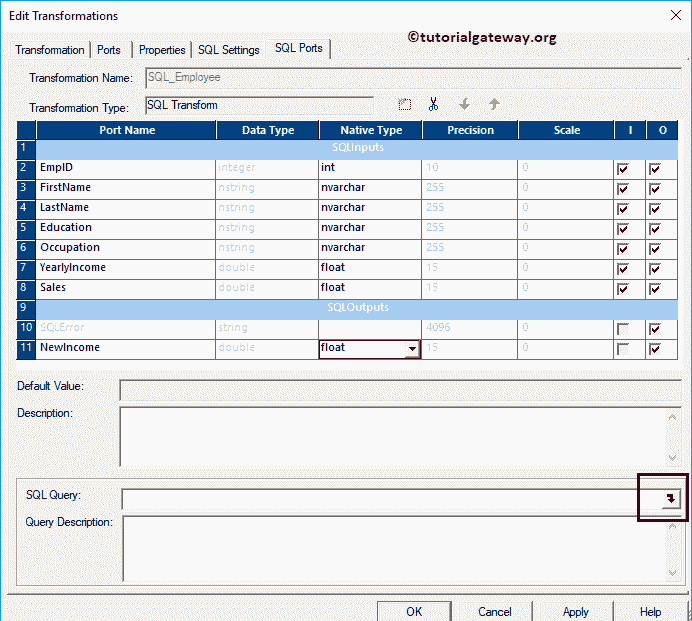 Edit Transformations
©tutorialgateway.org
Transformation Ports Properties SQL Settings SQL Ports
Transformation Name: SQL_Employee
Transformation Type: SQL Transform
Port Name Data Type Native Type Precision Scale I O
1 SQLInputs
2 EmpID integer int 10 0
3 FirstName nstring nvarchar 255 0
4 LastName nstring nvarchar 255 0
5 Education nstring nvarchar 255 0
6 Occupation nstring nvarchar 255 0
7 YearlyIncome double float 15 0
8 Sales double float 15 0
9 SQLOutputs
10 SQLError string 4096 0
11 NewIncome double float 15 0
Default Value:
Description:
SQL Query:
Query Description:
OK Cancel Apply Help